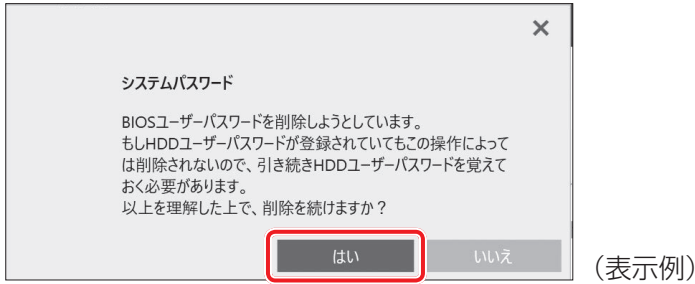 ×
システムパスワード
BIOSユーザーパスワードを削除しようとしています。
もしHDDユーザーパスワードが登録されていてもこの操作によって
は削除されないので、引き続きHDDユーザーパスワードを覚えて
おく必要があります。
以上を理解した上で、削除を続けますか？
はい いいえ
（表示例）